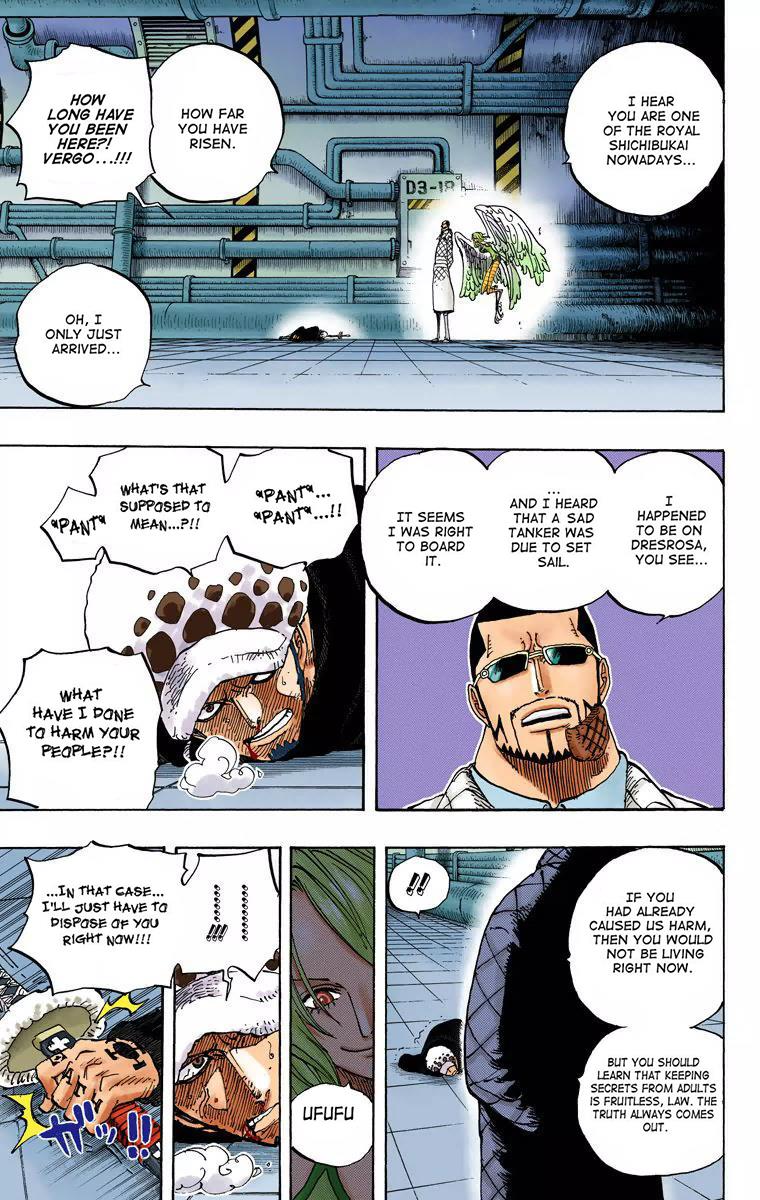 I HEAR
YOU ARE ONE
OF THE ROYAL
SHICHIBUKAI
NOWADAYS...
HOW FAR
YOU HAVE
RISEN.
HOW
LONG HAVE
YOU BEEN
HERE?!
VERGO...!!!
D3-18
OH, I
ONLY JUST
ARRIVED...
I
HAPPENED
TO BE ON
DRESROSA,
YOU SEE...
...
AND I HEARD
THAT A SAD
TANKER WAS
DUE TO SET
SAIL.
IT SEEMS
I WAS RIGHT
TO BOARD
IT.
*PANT*...
*PANT*...!!
WHAT'S THAT
SUPPOSED TO
MEAN...?!!
*PANT*
WHAT
HAVE I DONE
TO HARM YOUR
PEOPLE?!!
IF YOU
HAD ALREADY
CAUSED US HARM,
THEN YOU WOULD
NOT BE LIVING
RIGHT NOW.
BUT YOU SHOULD
LEARN THAT KEEPING
SECRETS FROM ADULTS
IS FRUITLESS, LAW. THE
TRUTH ALWAYS COMES
OUT.
!!
UFUFU
...IN THAT CASE...
I'LL JUST HAVE TO
DISPOSE OF YOU
RIGHT NOW!!!
ガッ!!